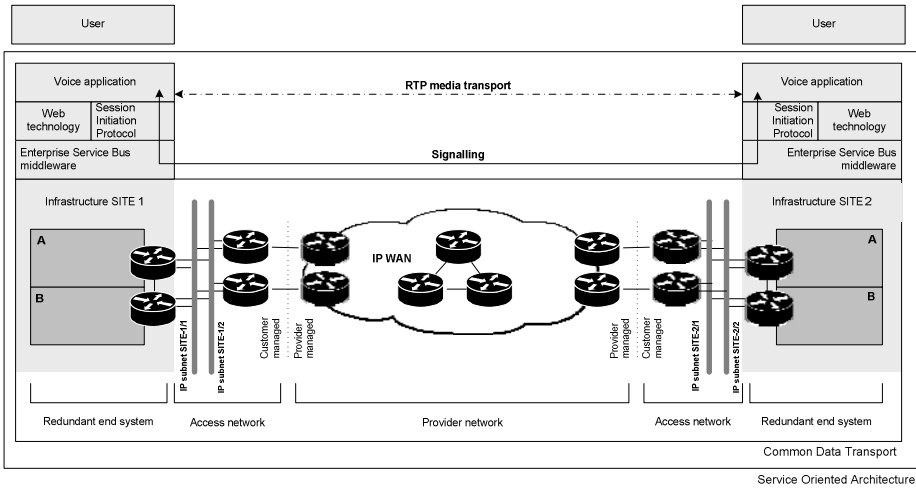 User
User
Voice application
RTP media transport
Voice application
Web
technology
Session
Initiation
Protocol
Session
Initiation
Protocol
Web
technology
Enterprise Service Bus
middleware
Signalling
Enterprise Service Bus
middleware
Infrastructure SITE 1
Infrastructure SITE 2
A
A
IP WAN
B
B
IP subnet SITE-1/1
IP subnet SITE-1/2
Customer
managed
Provider
managed
Provider
managed
Customer
managed
IP subnet SITE-2/1
IP subnet SITE-2/2
Redundant end system
Access network
Provider network
Access network
Redundant end system
Common Data Transport
Service Oriented Architecture